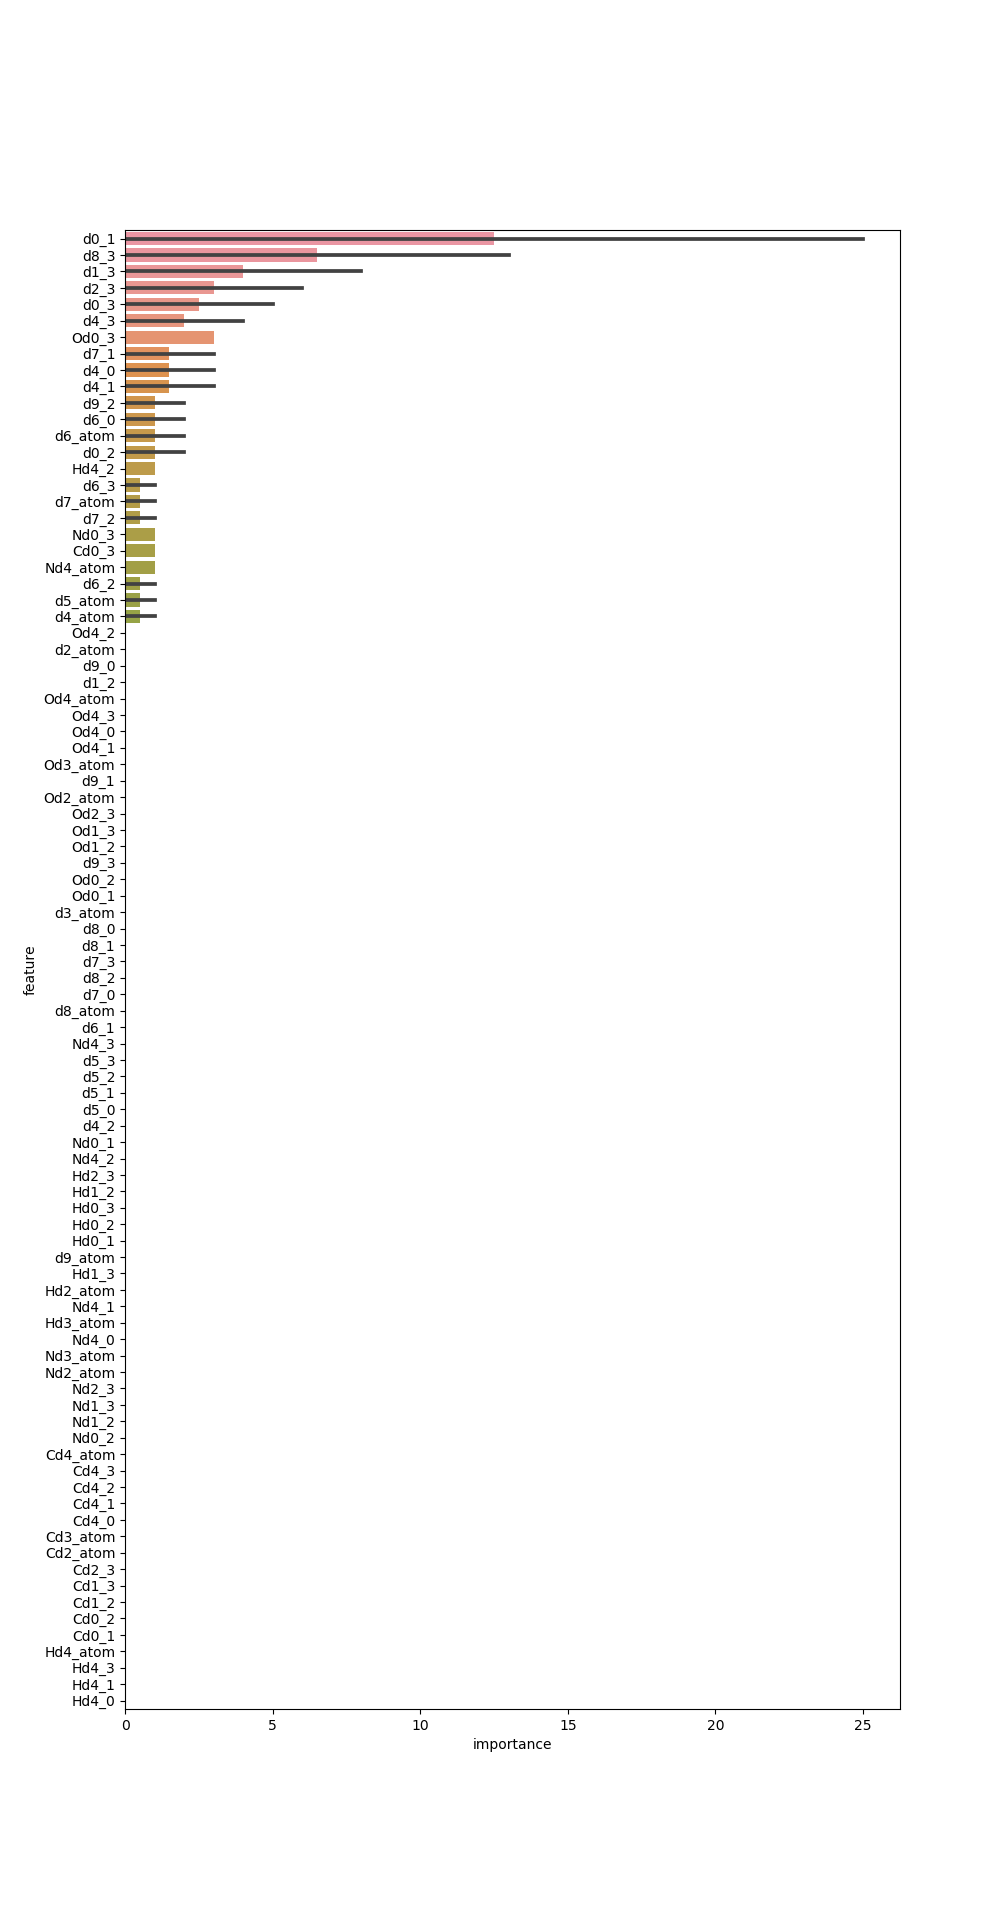 d0_1
d8_3
d1_3
d2_3
d0_3
d4_3
Od0_3
d7_1
d4_0
d4_1
d9_2
d6_0
d6_atom
d0_2
Hd4_2
d6_3
d7_atom
d7_2
Nd0_3
Cd0_3
Nd4_atom
d6_2
d5_atom
d4_atom
Od4_2
d2_atom
d9_0
d1_2
Od4_atom
Od4_3
Od4_0
Od4_1
Od3_atom
d9_1
Od2_atom
Od2_3
Od1_3
Od1_2
d9_3
Od0_2
Od0_1
d3_atom
d8_0
d8_1
d7_3
d8_2
d7_0
d8_atom
d6_1
Nd4_3
d5_3
d5_2
d5_1
d5_0
d4_2
Nd0_1
Nd4_2
Hd2_3
Hd1_2
Hd0_3
Hd0_2
Hd0_1
d9_atom
Hd1_3
Hd2_atom
Nd4_1
Hd3_atom
Nd4_0
Nd3_atom
Nd2_atom
Nd2_3
Nd1_3
Nd1_2
Nd0_2
Cd4_atom
Cd4_3
Cd4_2
Cd4_1
Cd4_0
Cd3_atom
Cd2_atom
Cd2_3
Cd1_3
Cd1_2
Cd0_2
Cd0_1
Hd4_atom
Hd4_3
Hd4_1
Hd4_0
feature
0 5 10 15 20 25
importance